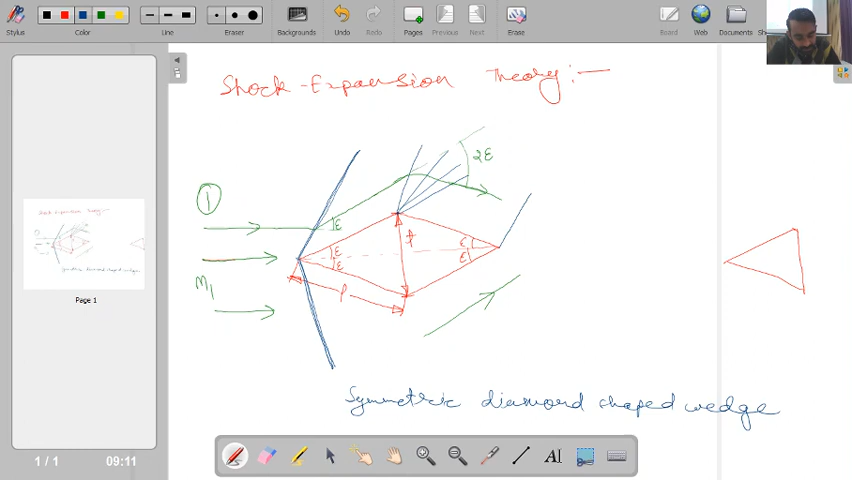 Stylus
Color
Line
Eraser
Backgrounds
Undo
Redo
Pages
Previous
Next
Erase
Board
Web
Documents
Page 1
1 / 1
09:11
Shock-Expansion Theory:-
1
2ε
ε
t
ε
ε
ε
ε
M1
l
Symmetric diamond shaped wedge